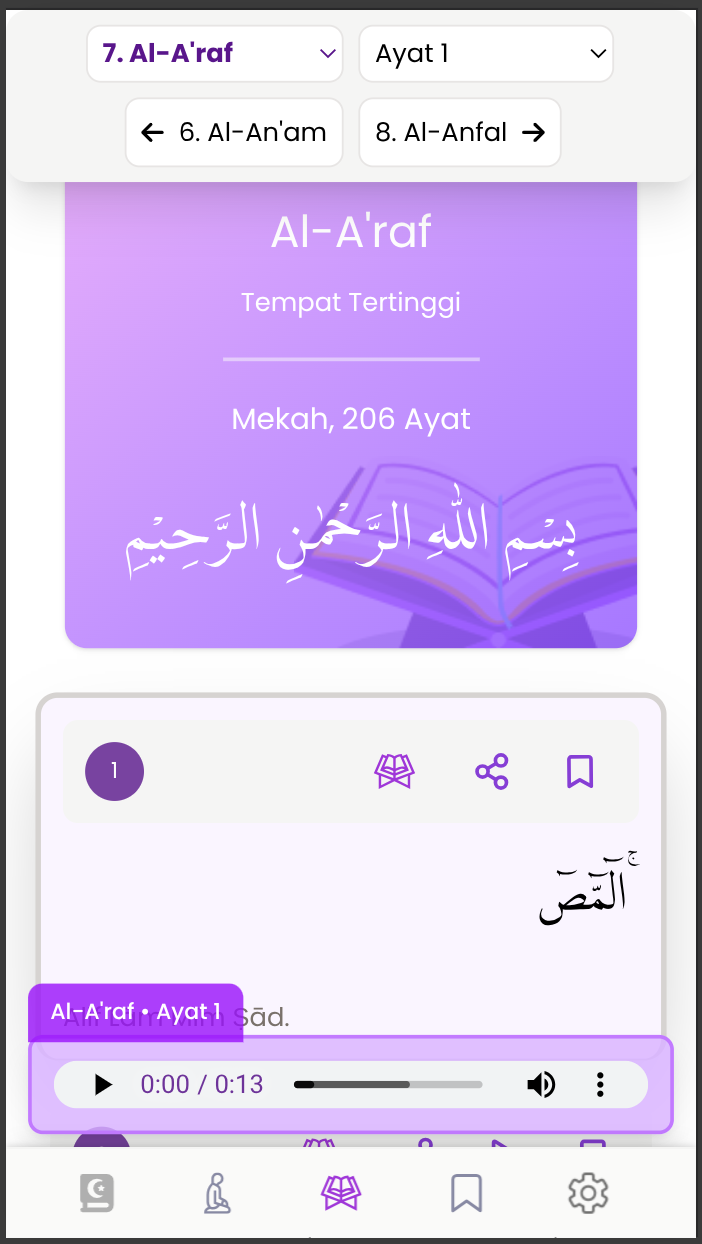 7. Al-A'raf
Ayat 1
← 6. Al-An'am
8. Al-Anfal →
Al-A'raf
Tempat Tertinggi
Mekah, 206 Ayat
بِسْمِ اللّٰهِ الرَّحْمٰنِ الرَّحِيْمِ
1
الۤمّۤصۤ ۚ
Al-A'raf • Ayat 1
Ṣād.
0:00 / 0:13